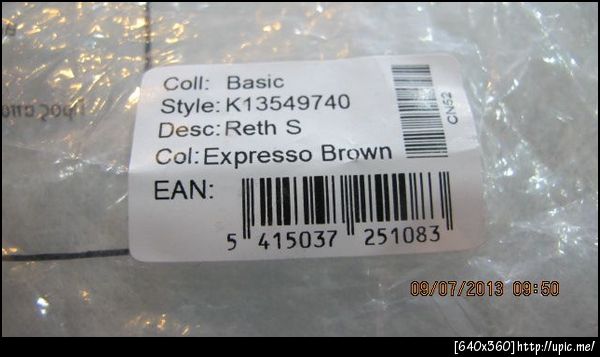 Coll: Basic
Style: K13549740
Desc: Reth S
Col: Expresso Brown
EAN:
5 415037 251083
CN52
09/07/2013 09:50
[640x360]http://upic.me/